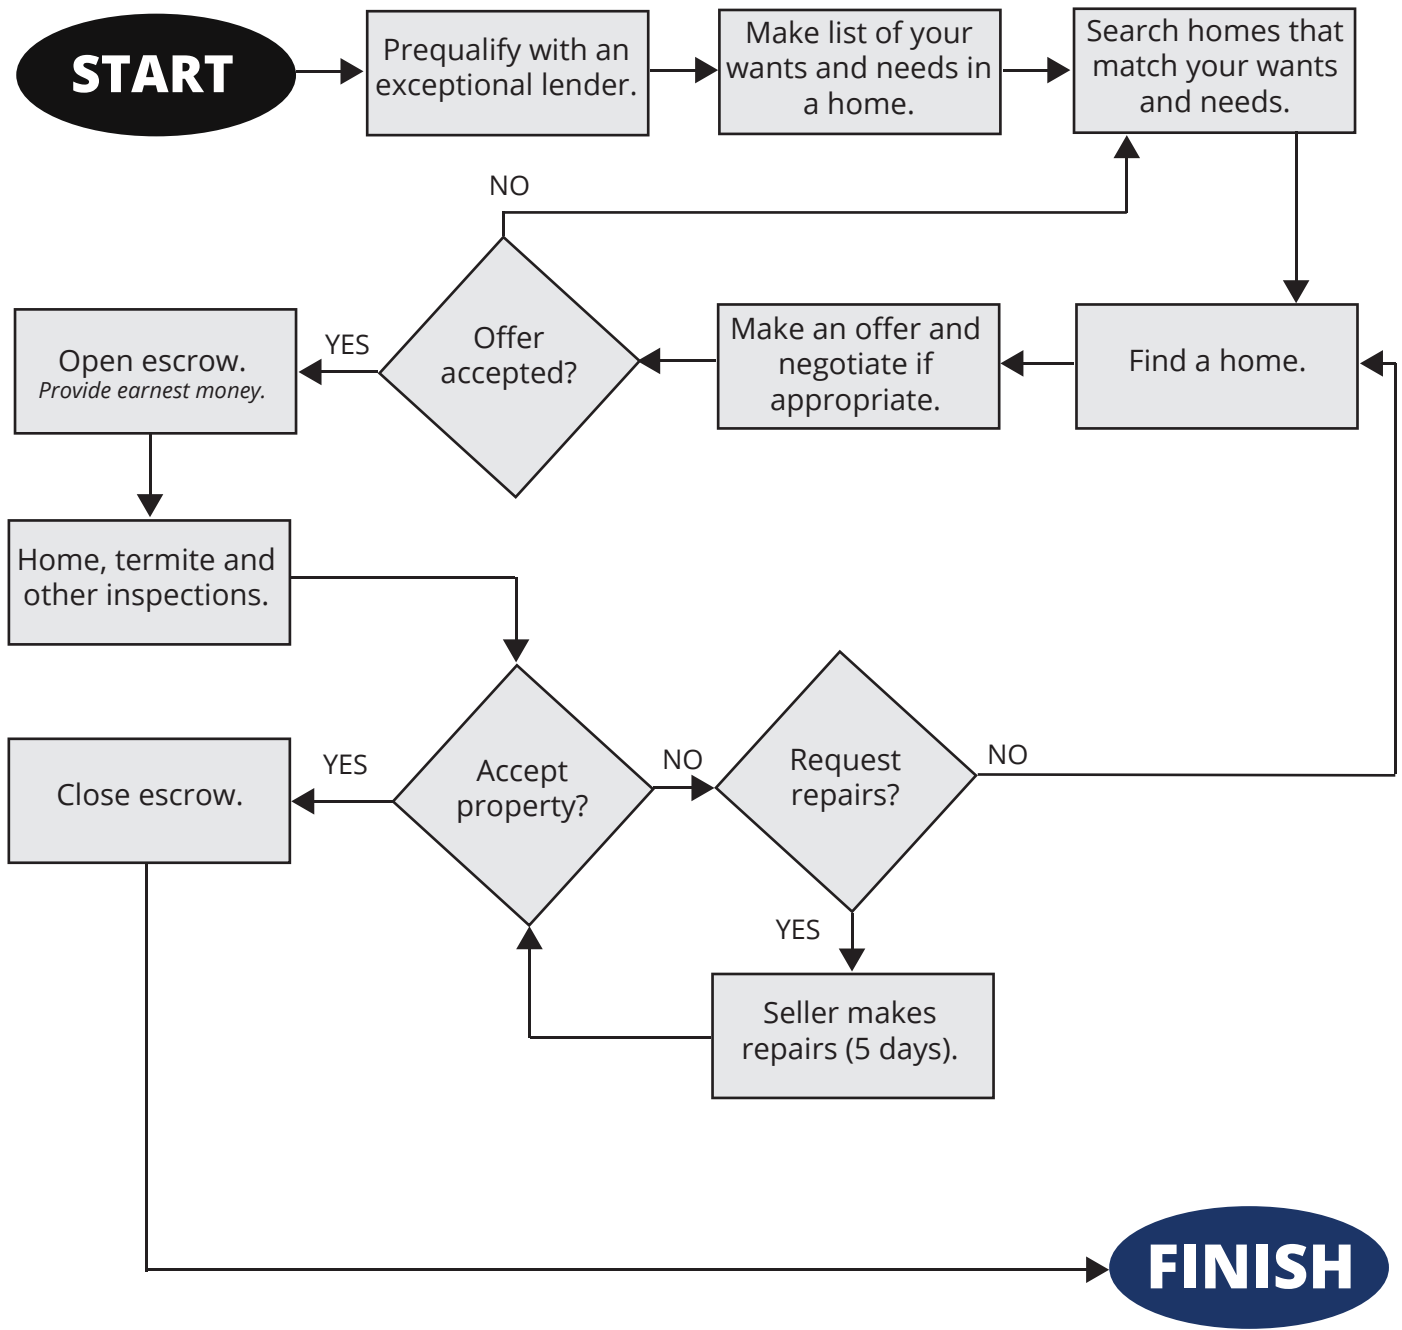 START
Prequalify with an
exceptional lender.
Make list of your
wants and needs in
a home.
Search homes that
match your wants
and needs.
NO
Offer
accepted?
YES
Open escrow.
Provide earnest money.
Make an offer and
negotiate if
appropriate.
Find a home.
Home, termite and
other inspections.
Accept
property?
YES
Close escrow.
NO
Request
repairs?
NO
YES
Seller makes
repairs (5 days).
FINISH